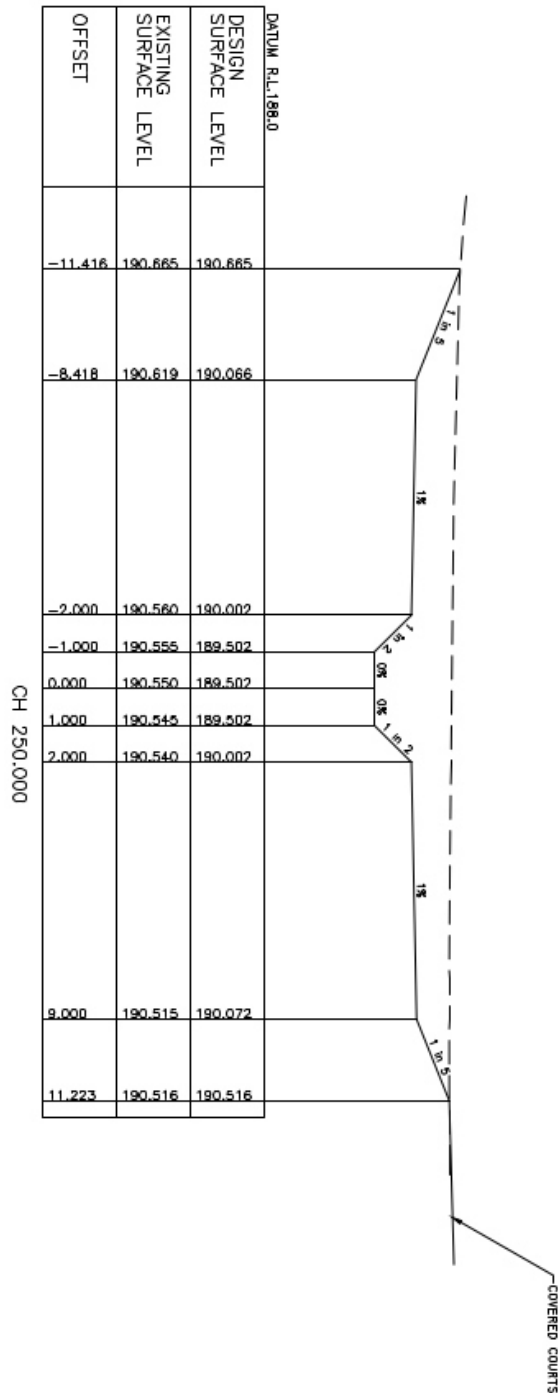 COVERED COURTS
1 in 5
1%
1 in 2
0%
0%
1 in 2
1%
1 in 5
DATUM R.L.188.0
DESIGN
SURFACE LEVEL
190.665 190.066 190.002 189.502 189.502 189.502 190.002 190.072 190.516
EXISTING
SURFACE LEVEL
190.665 190.619 190.560 190.555 190.550 190.545 190.540 190.515 190.516
OFFSET
-11.416 -8.418 -2.000 -1.000 0.000 1.000 2.000 9.000 11.223
CH 250.000